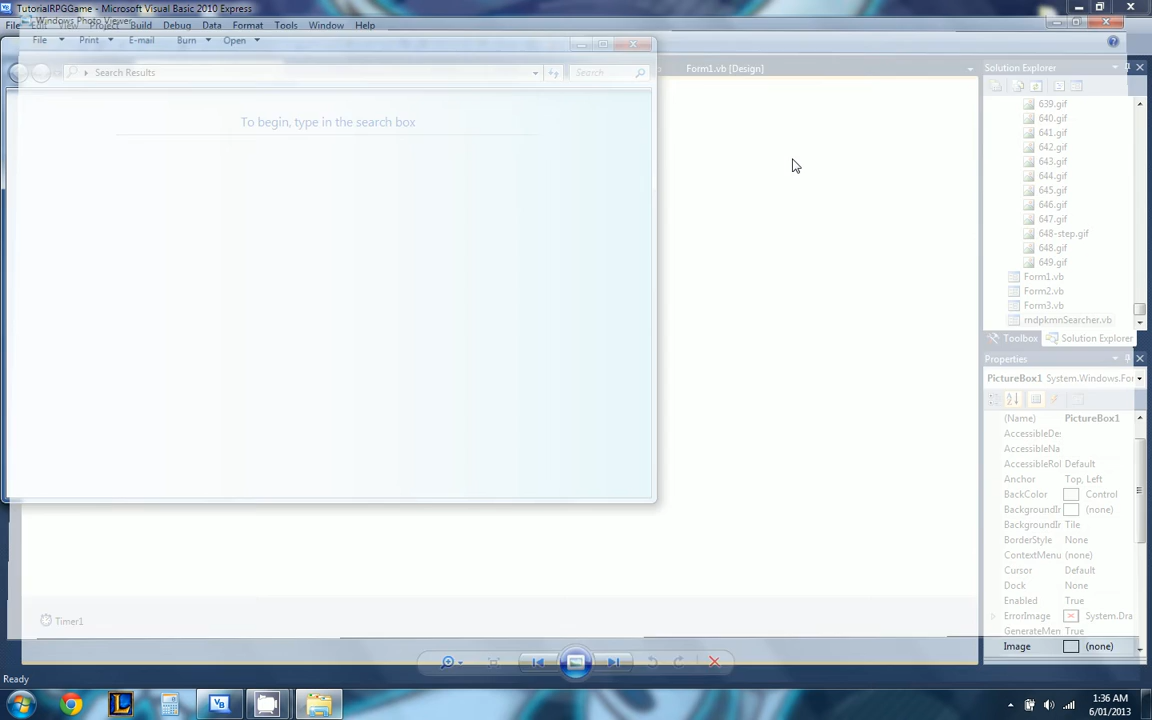 TutorialRPGGame - Microsoft Visual Basic 2010 Express
Windows Photo Viewer
File Edit View Project Build Debug Data Format Tools Window Help
File Print E-mail Burn Open
Search Results
Search
Form1.vb [Design]
To begin, type in the search box
Solution Explorer
639.gif
640.gif
641.gif
642.gif
643.gif
644.gif
645.gif
646.gif
647.gif
648-step.gif
648.gif
649.gif
Form1.vb
Form2.vb
Form3.vb
rndpkmnSearcher.vb
Toolbox Solution Explorer
Properties
PictureBox1 System.Windows.For
(Name) PictureBox1
AccessibleDe
AccessibleNa
AccessibleRol Default
Anchor Top, Left
BackColor Control
BackgroundIr (none)
BackgroundIr Tile
BorderStyle None
ContextMenu (none)
Cursor Default
Dock None
Enabled True
ErrorImage System.Dra
GenerateMen True
Image (none)
Timer1
Ready
VB
1:36 AM
6/01/2013